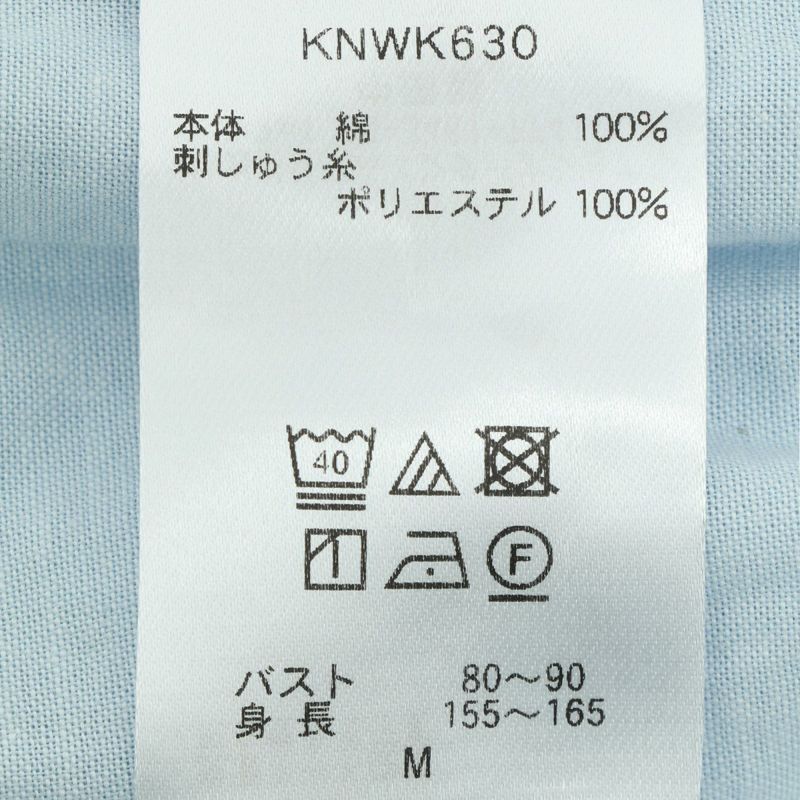 KNWK630
本体 綿 100%
刺しゅう糸
ポリエステル 100%
40
F
バスト 80～90
身長 155～165
M